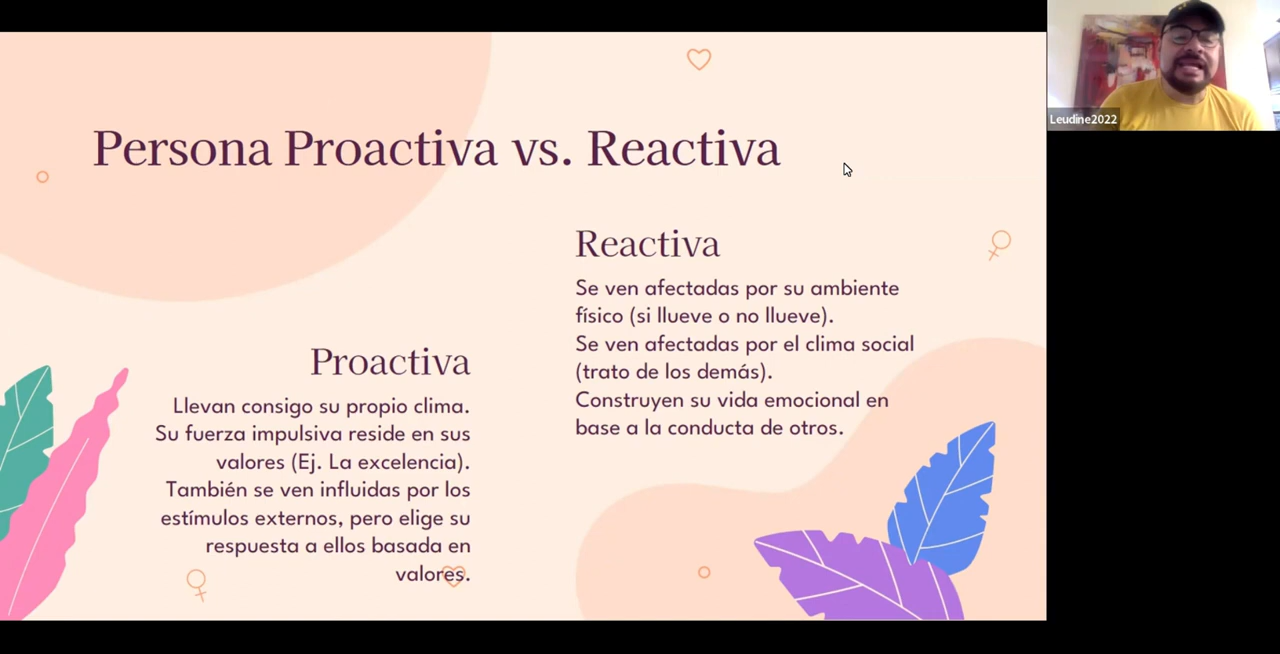 Persona Proactiva vs. Reactiva
Proactiva
Llevan consigo su propio clima.
Su fuerza impulsiva reside en sus
valores (Ej. La excelencia).
También se ven influidas por los
estímulos externos, pero elige su
respuesta a ellos basada en
valores.
Reactiva
Se ven afectadas por su ambiente
físico (si llueve o no llueve).
Se ven afectadas por el clima social
(trato de los demás).
Construyen su vida emocional en
base a la conducta de otros.
Leudine2022